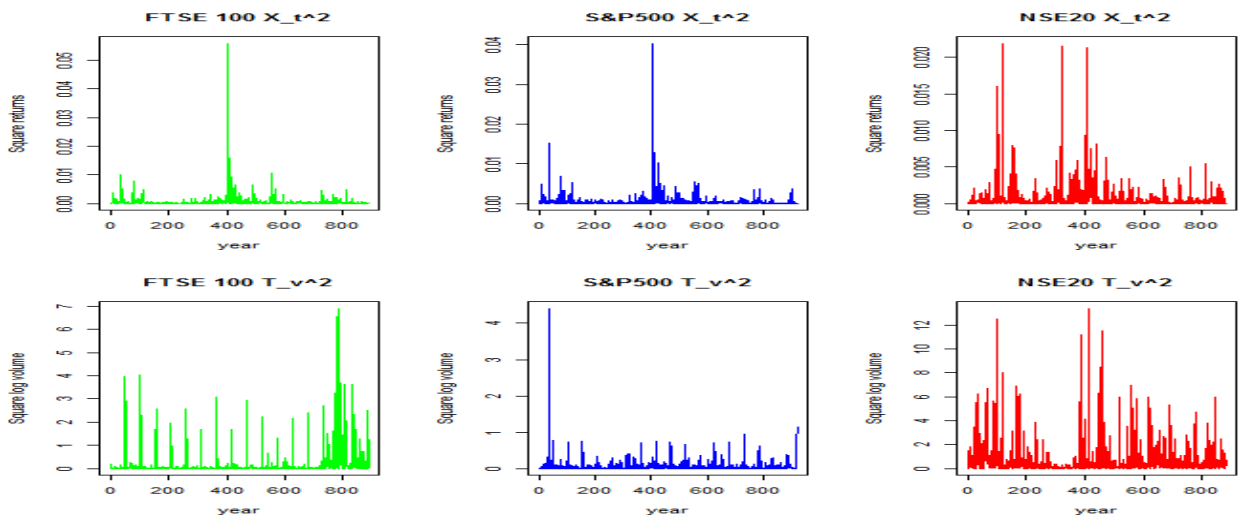 FTSE 100 X_t^2
S&P500 X_t^2
NSE20 X_t^2
Square returns
0.00 0.01 0.02 0.03 0.04 0.05
0 200 400 600 800
year
Square returns
0.00 0.01 0.02 0.03 0.04
0 200 400 600 800
year
Square returns
0.000 0.005 0.010 0.015 0.020
0 200 400 600 800
year
FTSE 100 T_v^2
S&P500 T_v^2
NSE20 T_v^2
Square log volume
0 1 2 3 4 5 6 7
0 200 400 600 800
year
Square log volume
0 1 2 3 4
0 200 400 600 800
year
Square log volume
0 2 4 6 8 10 12
0 200 400 600 800
year